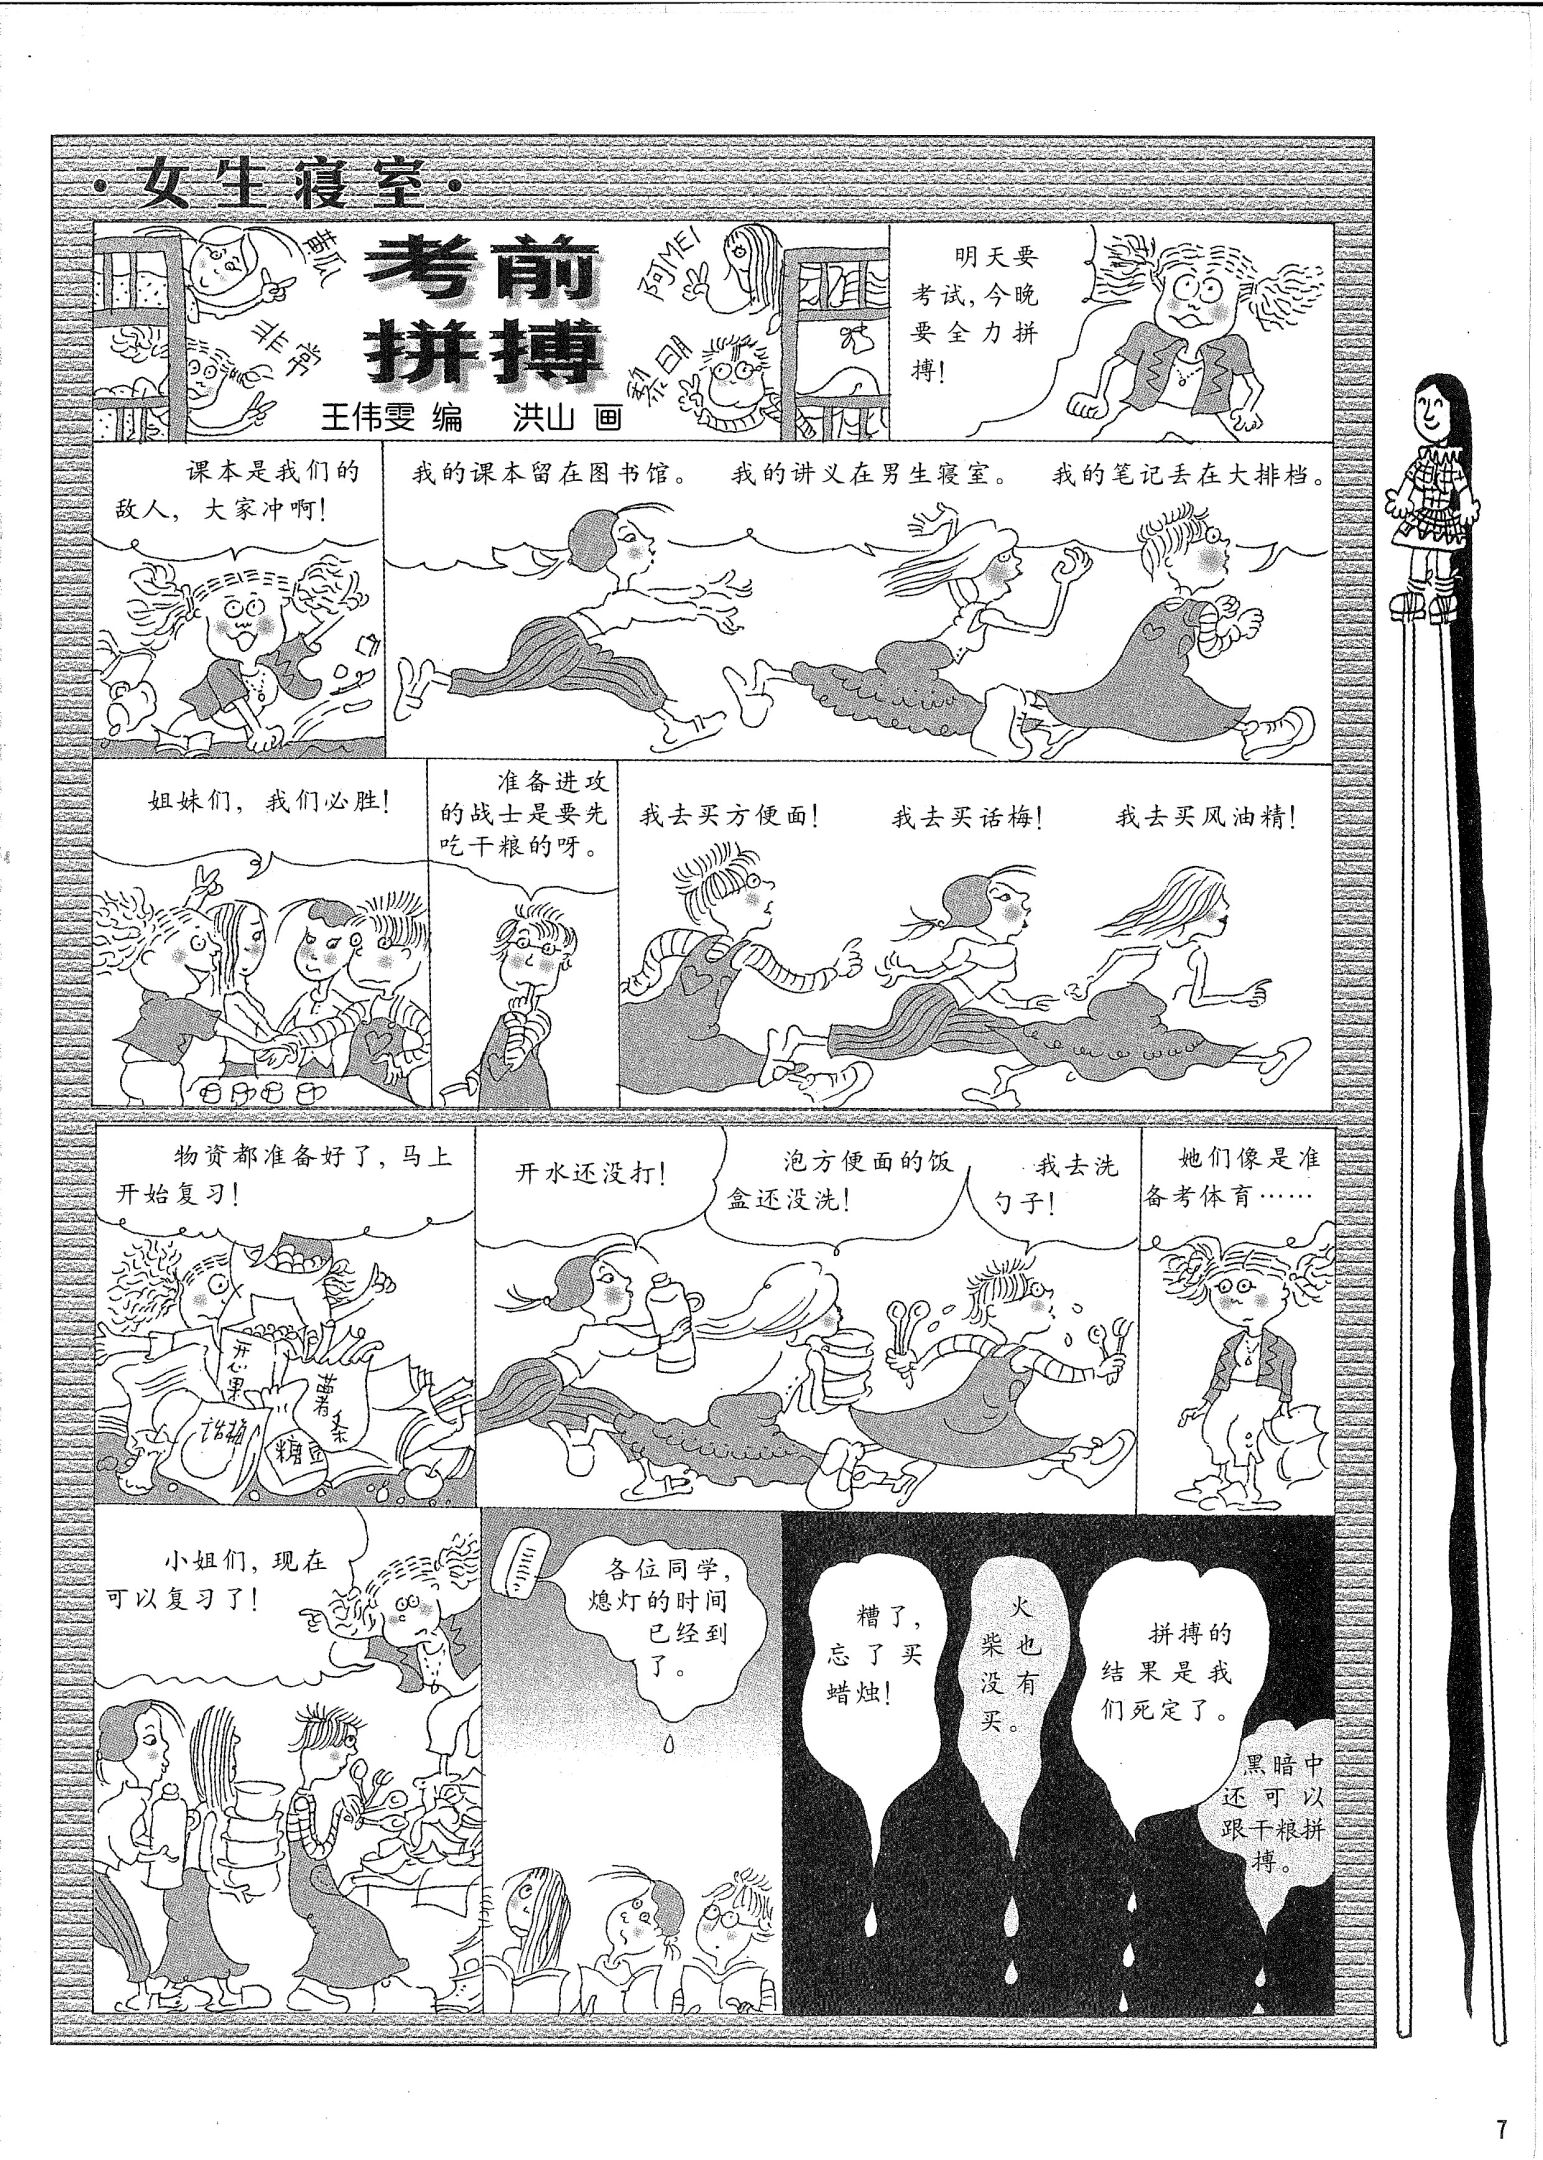 ·女生寝室·
黄瓜
非常
考前
拼搏
阿MEI
黎明
王伟雯 编 洪山 画
明天要
考试,今晚
要全力拼
搏!
课本是我们的
敌人,大家冲啊!
我的课本留在图书馆。
我的讲义在男生寝室。
我的笔记丢在大排档。
姐妹们,我们必胜!
准备进攻
的战士是要先
吃干粮的呀。
我去买方便面!
我去买话梅!
我去买风油精!
物资都准备好了,马上
开始复习!
开心果
薯条
话梅
糖豆
开水还没打!
泡方便面的饭
盒还没洗!
我去洗
勺子!
她们像是准
备考体育……
小姐们,现在
可以复习了!
各位同学,
熄灯的时间
已经到
了。
糟了,
忘了买
蜡烛!
火
柴也
没有
买。
拼搏的
结果是我
们死定了。
黑暗中
还可以
跟干粮拼
搏。
7